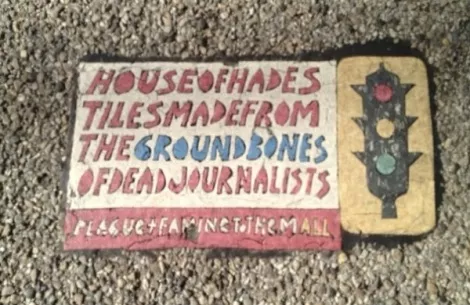 HOUSE OF HADES
TILES MADE FROM
THE GROUND BONES
OF DEAD JOURNALISTS
PLAGUE + FAMINE TO THEM ALL